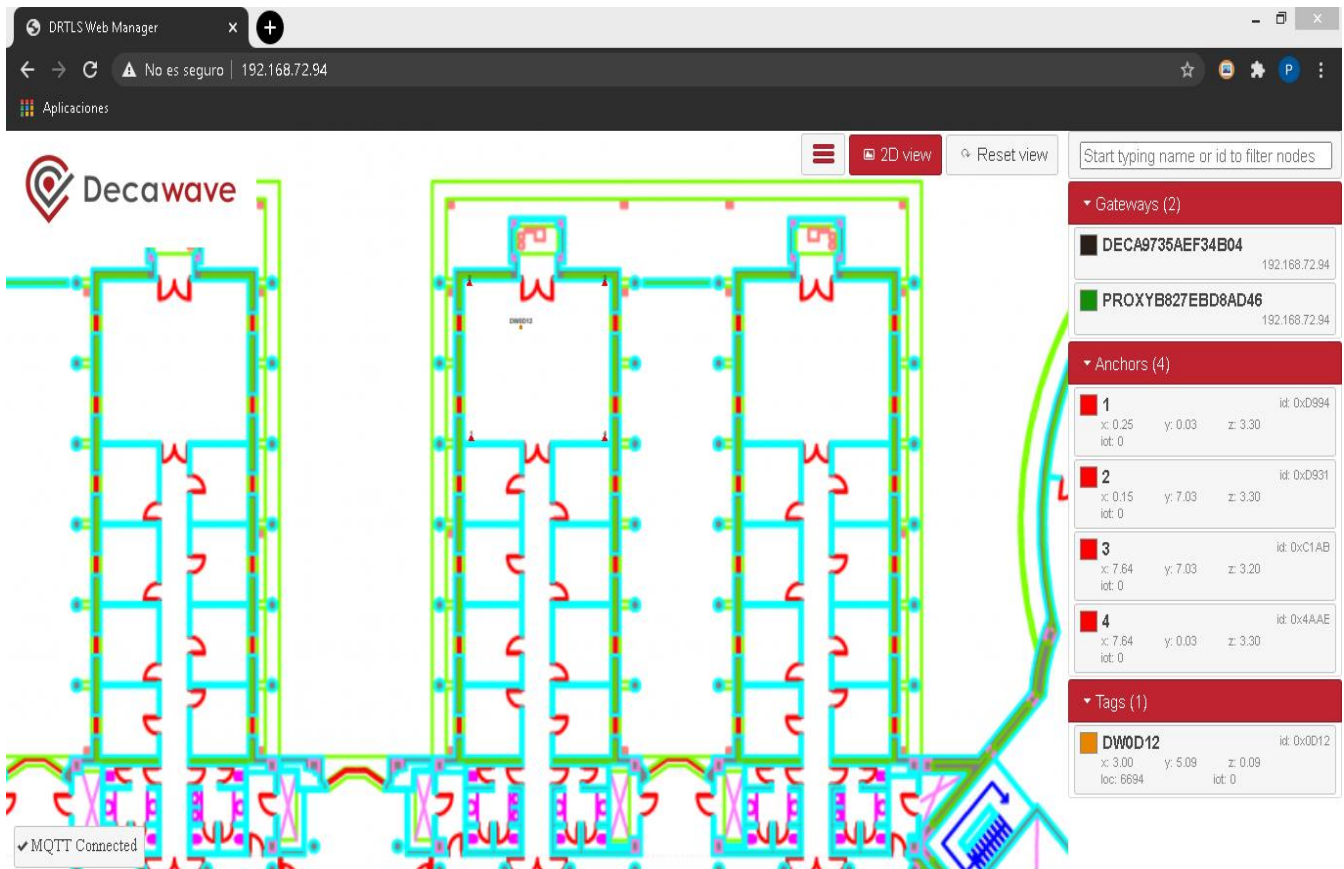 DRTLS Web Manager
No es seguro | 192.168.72.94
P
Aplicaciones
Decawave
2D view
Reset view
Start typing name or id to filter nodes
Gateways (2)
DECA9735AEF34B04
192.168.72.94
PROXYB827EBD8AD46
192.168.72.94
Anchors (4)
1 id: 0xD994
x: 0.25 y: 0.03 z: 3.30
iot: 0
2 id: 0xD931
x: 0.15 y: 7.03 z: 3.30
iot: 0
3 id: 0xC1AB
x: 7.64 y: 7.03 z: 3.20
iot: 0
4 id: 0x4AAE
x: 7.64 y: 0.03 z: 3.30
iot: 0
Tags (1)
DW0D12 id: 0x0D12
x: 3.00 y: 5.09 z: 0.09
loc: 6694 iot: 0
DW0D12
MQTT Connected